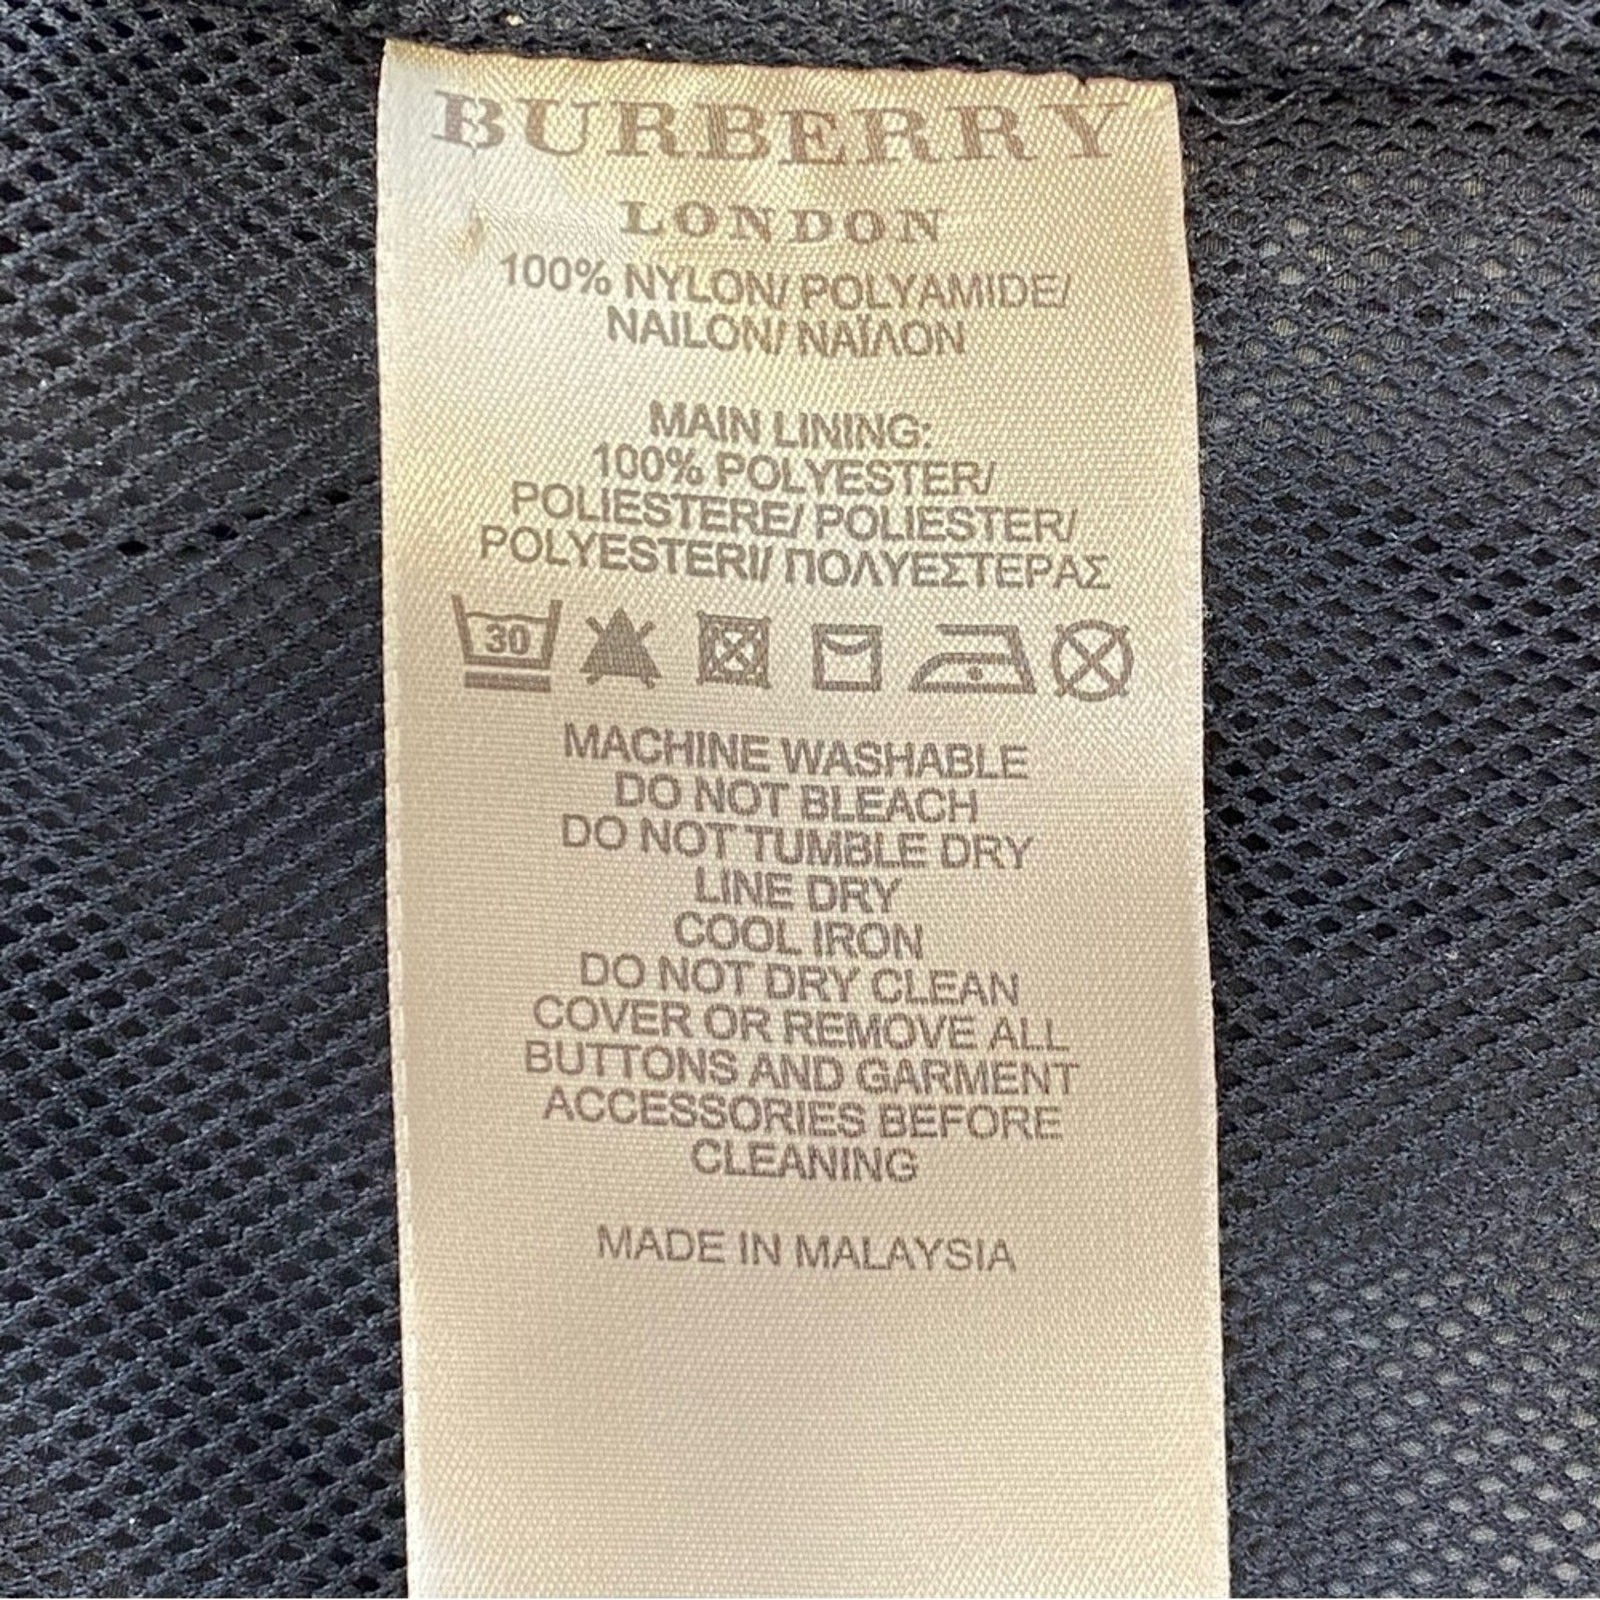 BURBERRY
LONDON
100% NYLON/ POLYAMIDE/
NAILON/ ΝΑΪΛΟΝ
MAIN LINING:
100% POLYESTER/
POLIESTERE/ POLIESTER/
POLYESTERI/ ΠΟΛΥΕΣΤΕΡΑΣ
30
MACHINE WASHABLE
DO NOT BLEACH
DO NOT TUMBLE DRY
LINE DRY
COOL IRON
DO NOT DRY CLEAN
COVER OR REMOVE ALL
BUTTONS AND GARMENT
ACCESSORIES BEFORE
CLEANING
MADE IN MALAYSIA